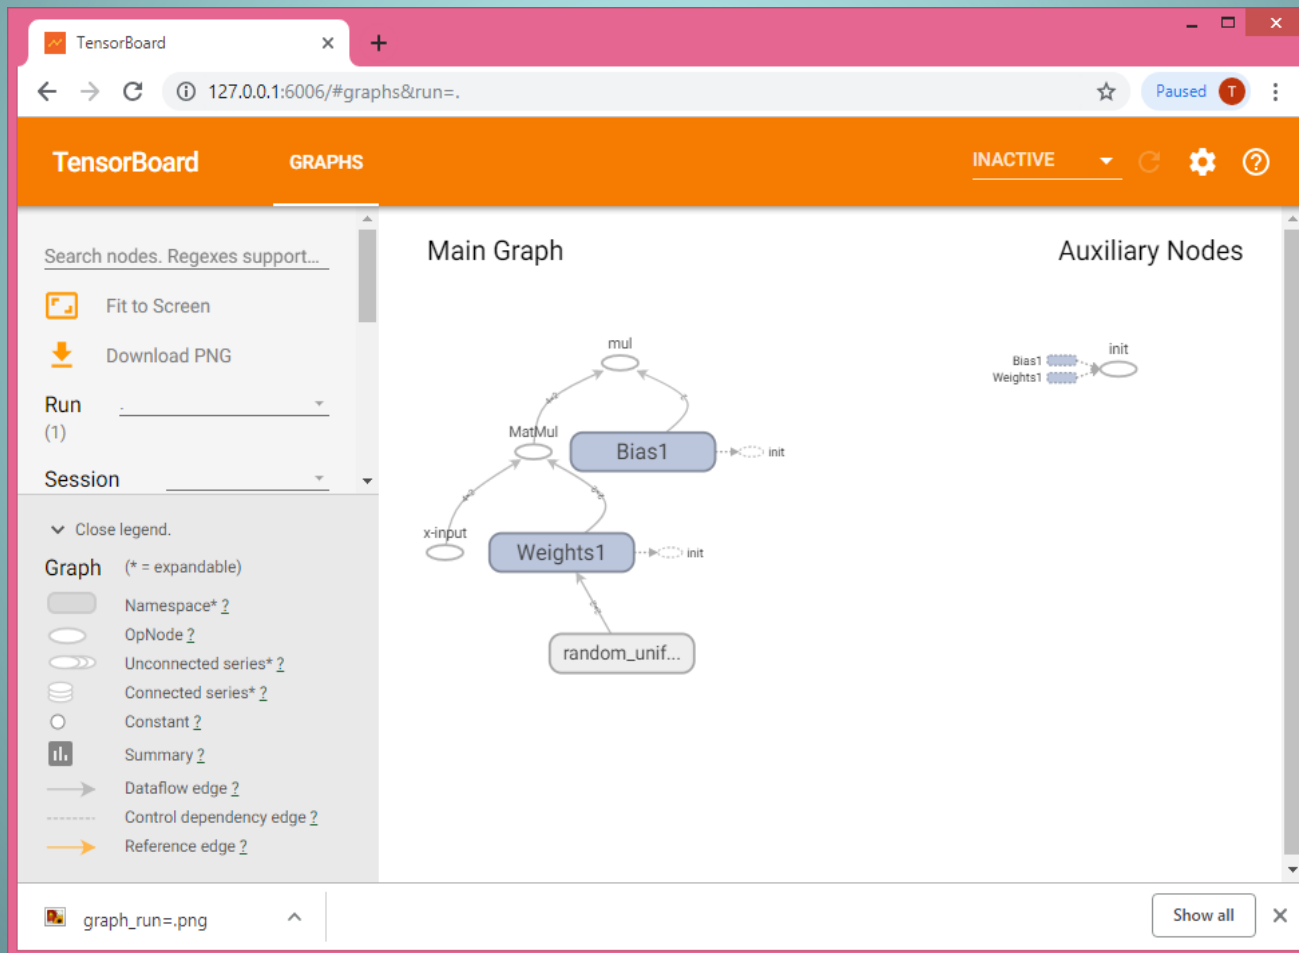 TensorBoard
127.0.0.1:6006/#graphs&run=.
Paused T
TensorBoard GRAPHS INACTIVE
Search nodes. Regexes support...
Fit to Screen
Download PNG
Run .
(1)
Session
Close legend.
Graph (* = expandable)
Namespace* ?
OpNode ?
Unconnected series* ?
Connected series* ?
Constant ?
Summary ?
Dataflow edge ?
Control dependency edge ?
Reference edge ?
Main Graph
mul
MatMul
Bias1
init
x-input
Weights1
init
random_unif...
Auxiliary Nodes
init
Bias1
Weights1
graph_run=.png
Show all